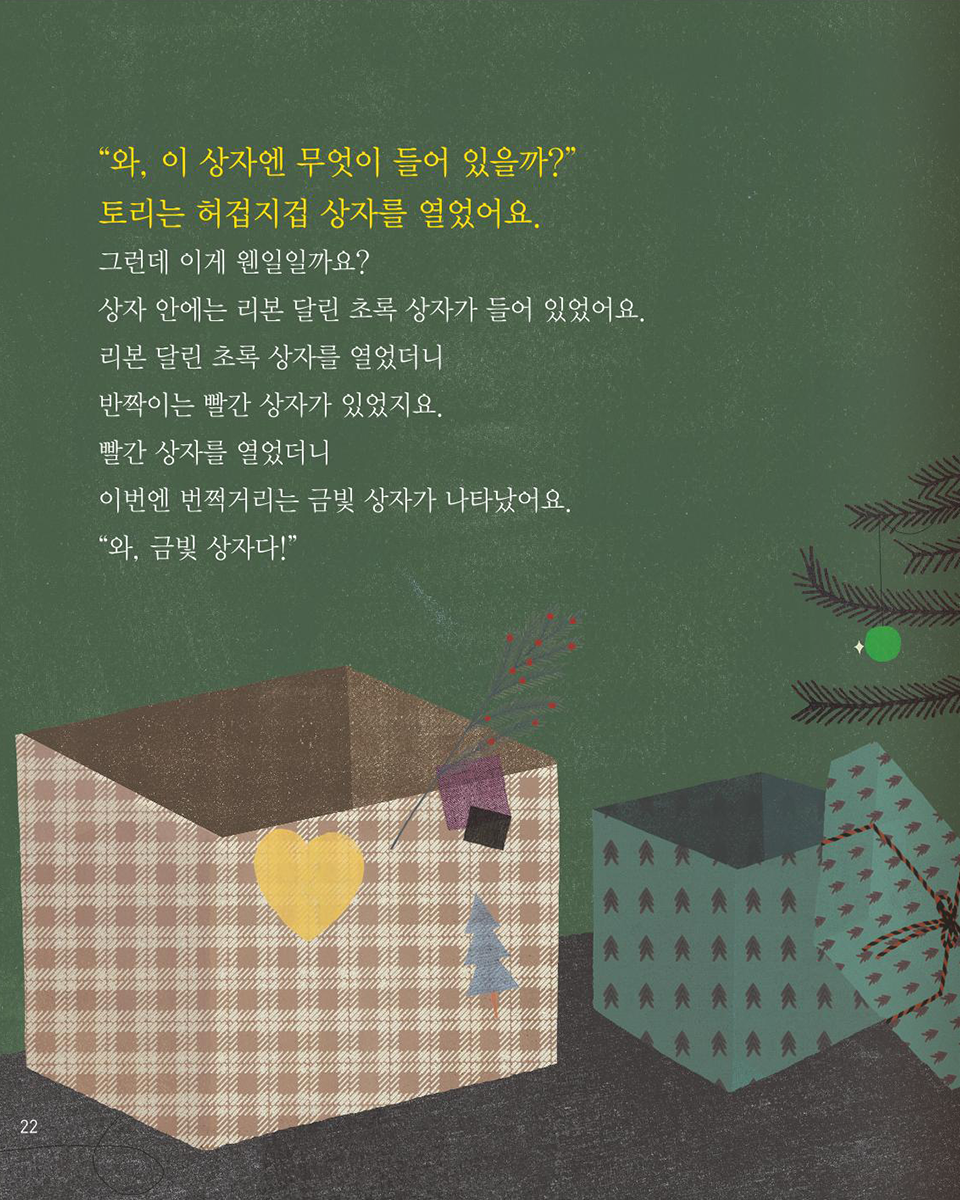 “와, 이 상자엔 무엇이 들어 있을까?”
토리는 허겁지겁 상자를 열었어요.
그런데 이게 웬일일까요?
상자 안에는 리본 달린 초록 상자가 들어 있었어요.
리본 달린 초록 상자를 열었더니
반짝이는 빨간 상자가 있었지요.
빨간 상자를 열었더니
이번엔 번쩍거리는 금빛 상자가 나타났어요.
“와, 금빛 상자다!”
22